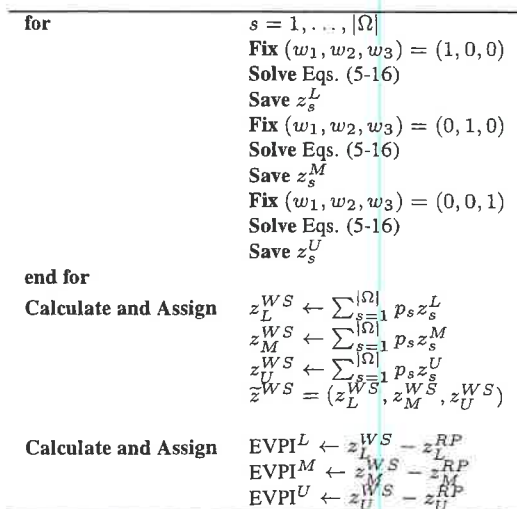 for s = 1, . . . , |Ω|
Fix (w₁, w₂, w₃) = (1, 0, 0)
Solve Eqs. (5-16)
Save z_s^L
Fix (w₁, w₂, w₃) = (0, 1, 0)
Solve Eqs. (5-16)
Save z_s^M
Fix (w₁, w₂, w₃) = (0, 0, 1)
Solve Eqs. (5-16)
Save z_s^U
end for
Calculate and Assign z_L^{WS} ← ∑_{s=1}^{|Ω|} p_s z_s^L
z_M^{WS} ← ∑_{s=1}^{|Ω|} p_s z_s^M
z_U^{WS} ← ∑_{s=1}^{|Ω|} p_s z_s^U
z̃^{WS} = (z_L^{WS}, z_M^{WS}, z_U^{WS})
Calculate and Assign EVPI^L ← z_L^{WS} − z_L^{RP}
EVPI^M ← z_M^{WS} − z_M^{RP}
EVPI^U ← z_U^{WS} − z_U^{RP}